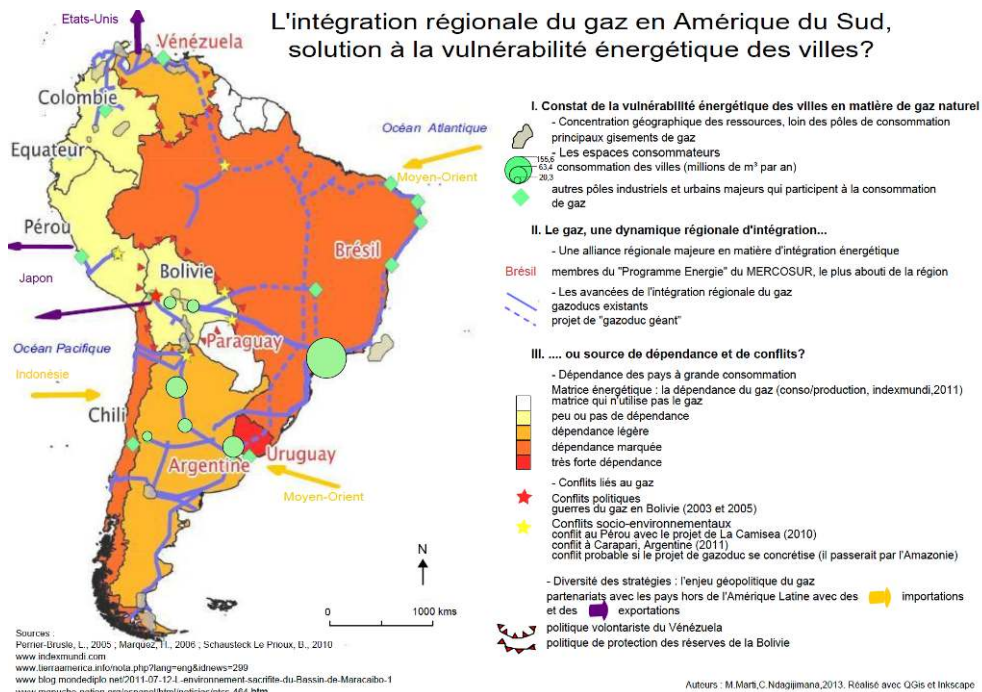 L'intégration régionale du gaz en Amérique du Sud,
solution à la vulnérabilité énergétique des villes?
Etats-Unis
Vénézuela
Colombie
Equateur
Pérou
Japon
Océan Pacifique
Indonésie
Chili
Bolivie
Paraguay
Brésil
Argentine
Uruguay
Océan Atlantique
Moyen-Orient
Moyen-Orient
N
0
1000 kms
I. Constat de la vulnérabilité énergétique des villes en matière de gaz naturel
- Concentration géographique des ressources, loin des pôles de consommation
principaux gisements de gaz
- Les espaces consommateurs
155,6
63,4
20,3
consommation des villes (millions de m³ par an)
autres pôles industriels et urbains majeurs qui participent à la consommation
de gaz
II. Le gaz, une dynamique régionale d'intégration...
- Une alliance régionale majeure en matière d'intégration énergétique
Brésil membres du "Programme Energie" du MERCOSUR, le plus abouti de la région
- Les avancées de l'intégration régionale du gaz
gazoducs existants
projet de "gazoduc géant"
III. .... ou source de dépendance et de conflits?
- Dépendance des pays à grande consommation
Matrice énergétique : la dépendance du gaz (conso/production, indexmundi,2011)
matrice qui n'utilise pas le gaz
peu ou pas de dépendance
dépendance légère
dépendance marquée
très forte dépendance
- Conflits liés au gaz
Conflits politiques
guerres du gaz en Bolivie (2003 et 2005)
Conflits socio-environnementaux
conflit au Pérou avec le projet de La Camisea (2010)
conflit à Carapari, Argentine (2011)
conflit probable si le projet de gazoduc se concrétise (il passerait par l'Amazonie)
- Diversité des stratégies : l'enjeu géopolitique du gaz
partenariats avec les pays hors de l'Amérique Latine avec des importations
et des exportations
politique volontariste du Vénézuela
politique de protection des réserves de la Bolivie
Sources :
Perrier-Brusle, L., 2005 ; Marquez, H., 2006 ; Schausteck Le Prioux, B., 2010
www.indexmundi.com
www.tierraamerica.info/nota.php?lang=eng&idnews=299
www.blog.mondediplo.net/2011-07-12-L-environnement-sacrifie-du-Bassin-de-Maracaibo-1
Auteurs : M.Marti,C.Ndagijimana,2013. Réalisé avec QGis et Inkscape